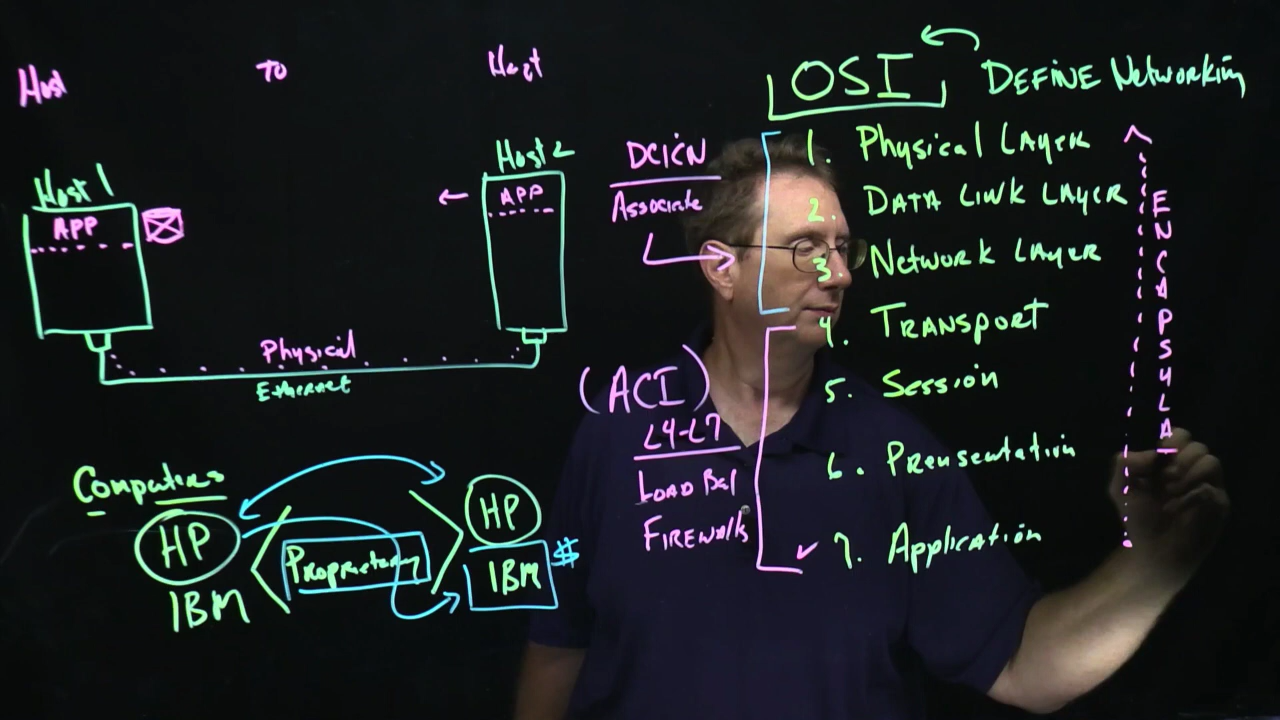 Host TO Host
Host 1
APP
Host 2
APP
Physical
Ethernet
Computers
HP
IBM
Proprietary
HP
IBM
$
DCICN
Associate
(ACI)
L4-L7
Load Bal
Firewalls
OSI
DEFINE Networking
1. Physical Layer
2. DATA Link Layer
3. Network Layer
4. TRANSPORT
5. Session
6. Prensentation
7. Application
ENCAPSULAT